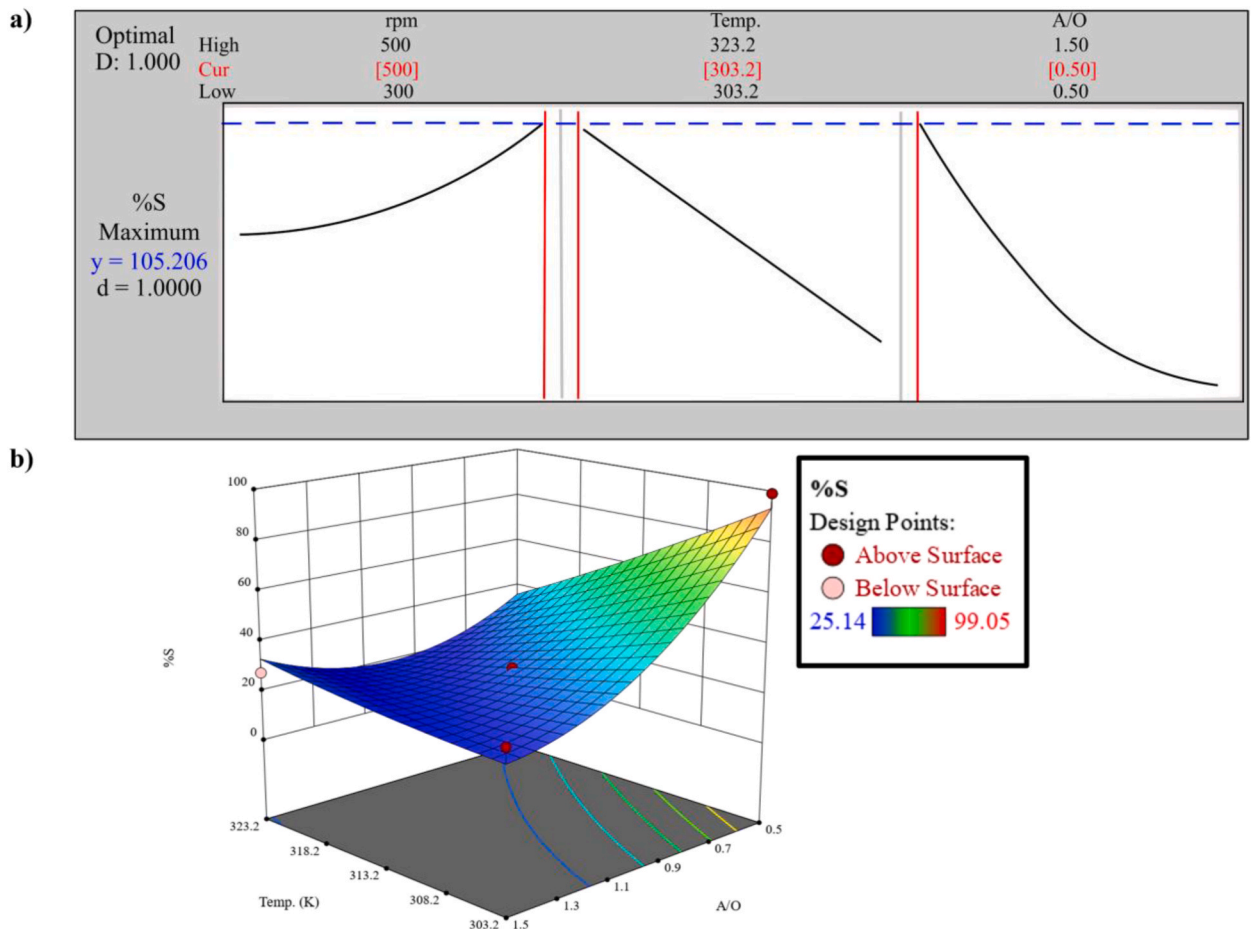 a)
Optimal
D: 1.000
rpm Temp. A/O
High 500 323.2 1.50
Cur [500] [303.2] [0.50]
Low 300 303.2 0.50
%S
Maximum
y = 105.206
d = 1.0000
b)
%S
Design Points:
Above Surface
Below Surface
25.14 99.05
100
80
60
40
20
0
%S
323.2
318.2
313.2
308.2
303.2
Temp. (K)
1.5
1.3
1.1
0.9
0.7
0.5
A/O